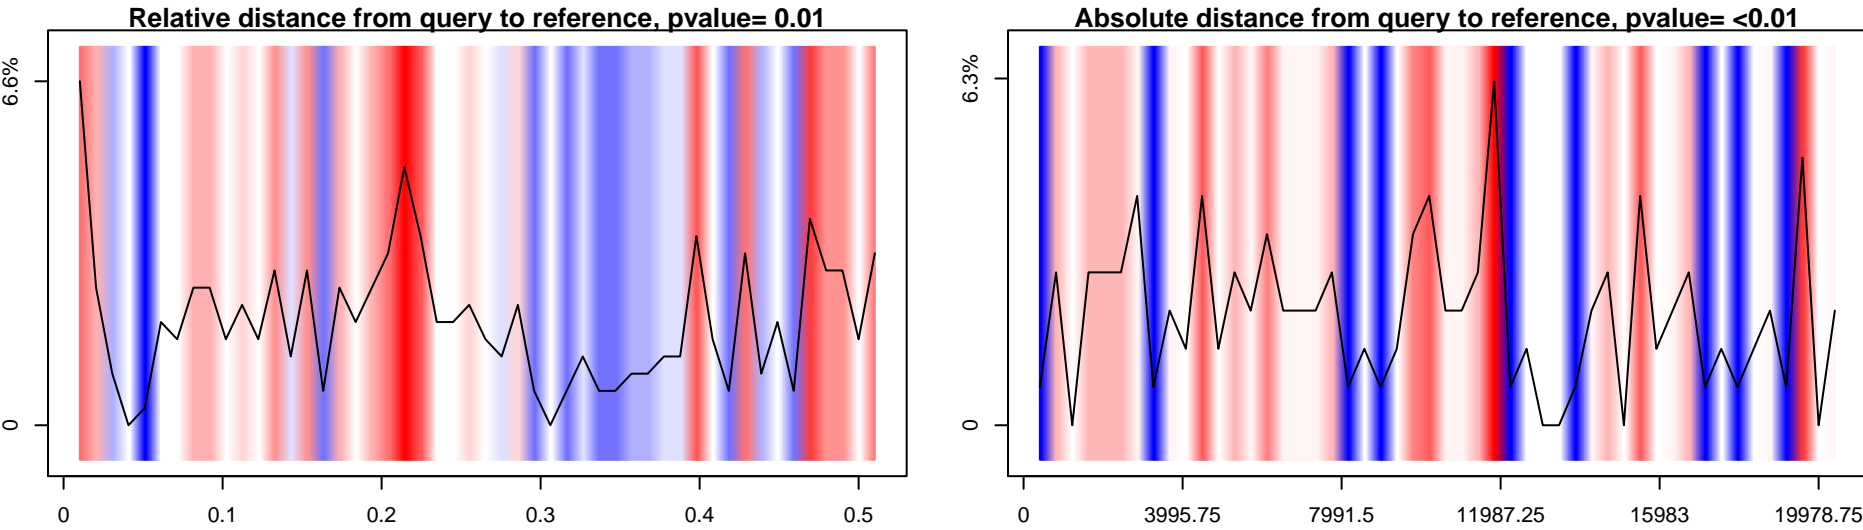 Relative distance from query to reference, pvalue= 0.01
6.6%
0
0 0.1 0.2 0.3 0.4 0.5
Absolute distance from query to reference, pvalue= <0.01
6.3%
0
0 3995.75 7991.5 11987.25 15983 19978.75